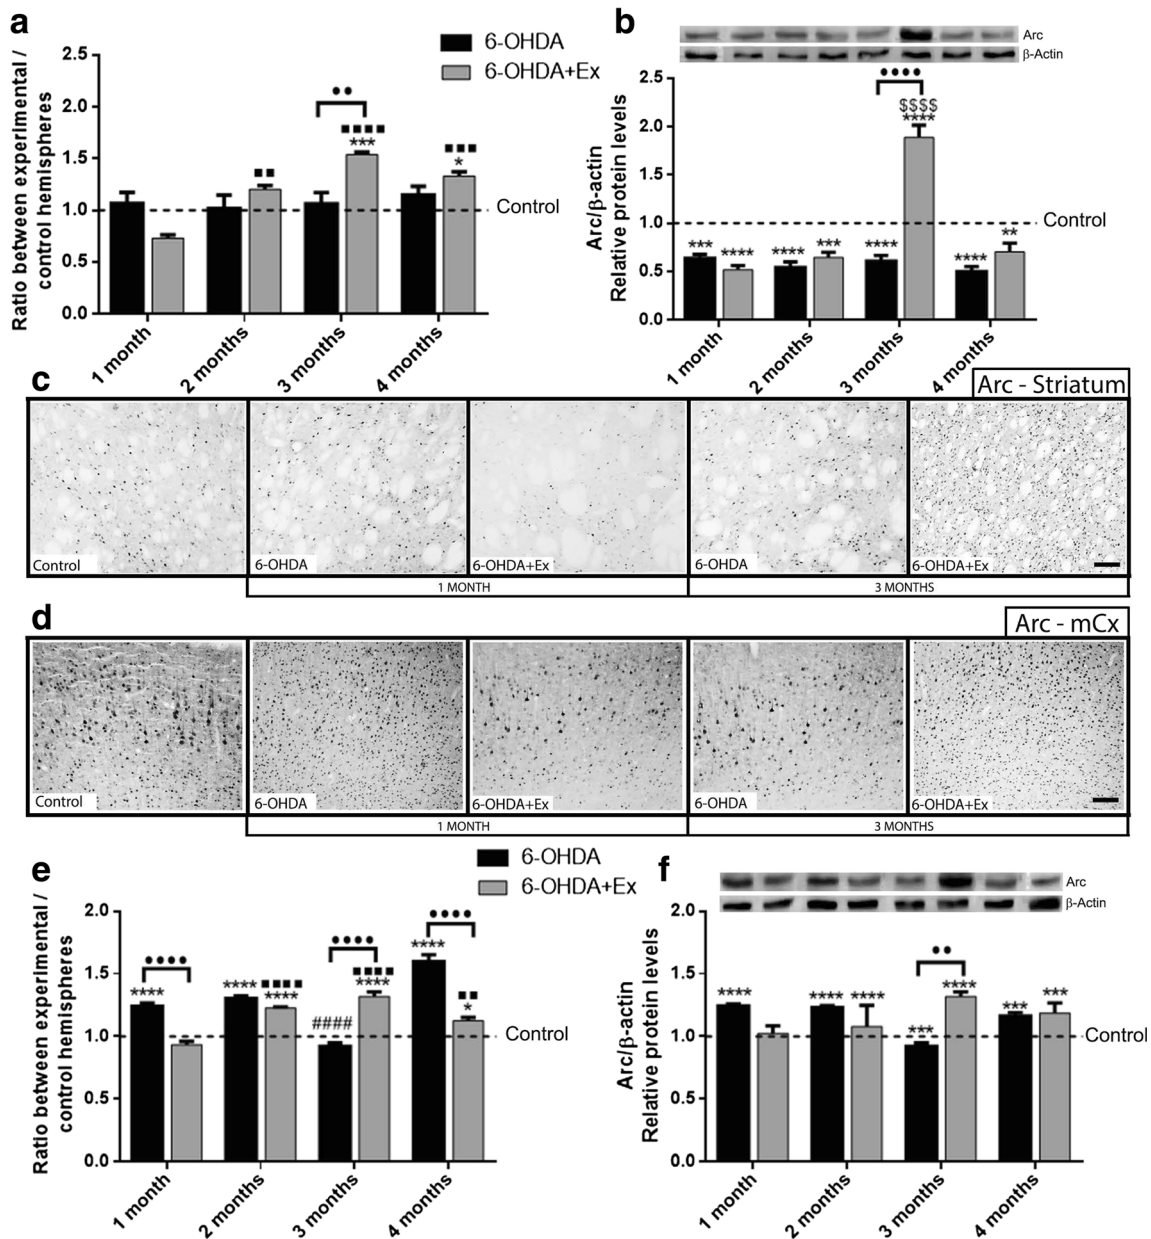 a
6-OHDA
6-OHDA+Ex
Ratio between experimental /
control hemispheres
2.5
2.0
1.5
1.0
0.5
0.0
●●
■■
■■■■
***
■■■
*
Control
1 month
2 months
3 months
4 months
b
Arc
β-Actin
Arc/β-actin
Relative protein levels
2.5
2.0
1.5
1.0
0.5
0.0
●●●●
$$$$
****
Control
***
****
****
***
****
****
**
1 month
2 months
3 months
4 months
c
Arc - Striatum
Control
6-OHDA
6-OHDA+Ex
6-OHDA
6-OHDA+Ex
1 MONTH
3 MONTHS
d
Arc - mCx
Control
6-OHDA
6-OHDA+Ex
6-OHDA
6-OHDA+Ex
1 MONTH
3 MONTHS
e
6-OHDA
6-OHDA+Ex
Ratio between experimental /
control hemispheres
2.0
1.5
1.0
0.5
0.0
●●●●
****
****
■■■■
****
●●●●
####
■■■■
****
●●●●
****
■■
*
Control
1 month
2 months
3 months
4 months
f
Arc
β-Actin
Arc/β-actin
Relative protein levels
2.0
1.5
1.0
0.5
0.0
●●
****
****
****
***
****
***
***
Control
1 month
2 months
3 months
4 months